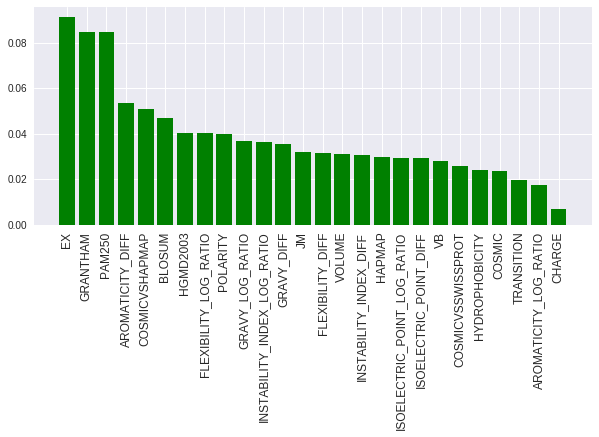 0.08
0.06
0.04
0.02
0.00
EX
GRANTHAM
PAM250
AROMATICITY_DIFF
COSMICVSHAPMAP
BLOSUM
HGMD2003
FLEXIBILITY_LOG_RATIO
POLARITY
GRAVY_LOG_RATIO
INSTABILITY_INDEX_LOG_RATIO
GRAVY_DIFF
JM
FLEXIBILITY_DIFF
VOLUME
INSTABILITY_INDEX_DIFF
HAPMAP
ISOELECTRIC_POINT_LOG_RATIO
ISOELECTRIC_POINT_DIFF
VB
COSMICVSSWISSPROT
HYDROPHOBICITY
COSMIC
TRANSITION
AROMATICITY_LOG_RATIO
CHARGE